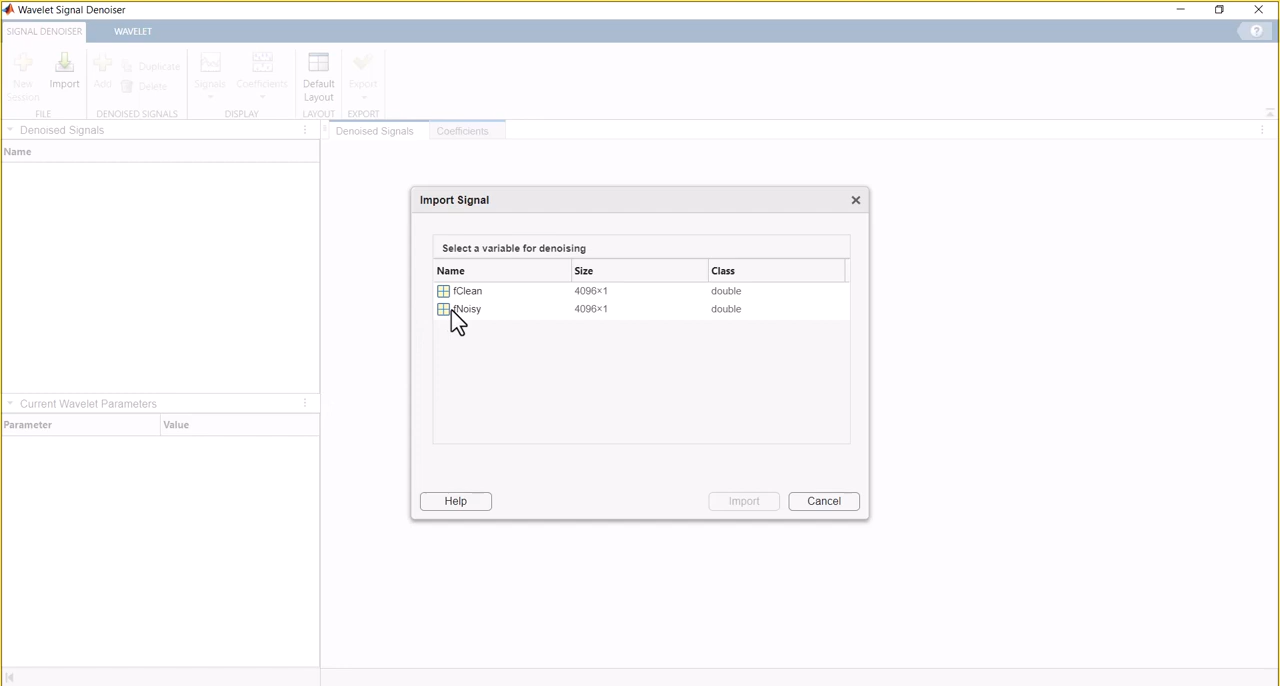 Wavelet Signal Denoiser
SIGNAL DENOISER WAVELET
New Session
Import
Add
Duplicate
Delete
Signals
Coefficients
Default Layout
Export
FILE DENOISED SIGNALS DISPLAY LAYOUT EXPORT
Denoised Signals
Name
Denoised Signals Coefficients
Import Signal
Select a variable for denoising
Name Size Class
fClean 4096×1 double
fNoisy 4096×1 double
Help Import Cancel
Current Wavelet Parameters
Parameter Value